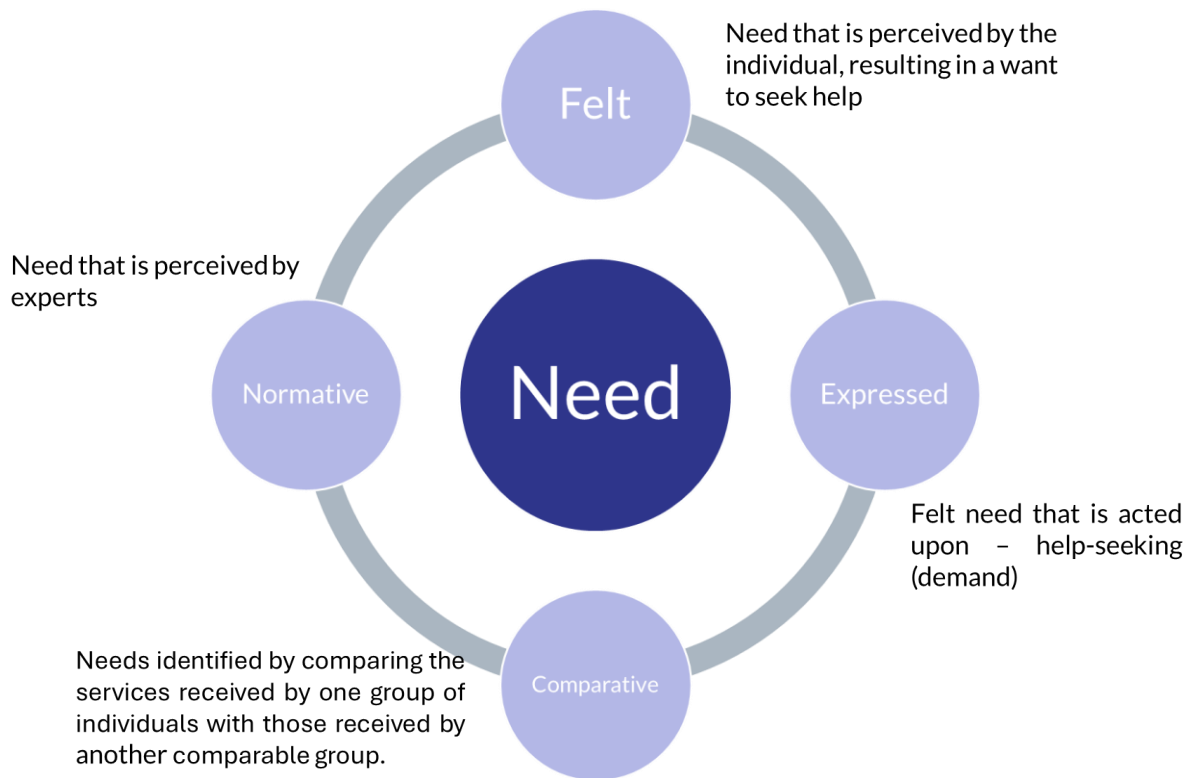 Need that is perceived by the
individual, resulting in a want
to seek help
Felt
Need that is perceived by
experts
Normative
Need
Expressed
Felt need that is acted
upon – help-seeking
(demand)
Needs identified by comparing the
services received by one group of
individuals with those received by
another comparable group.
Comparative